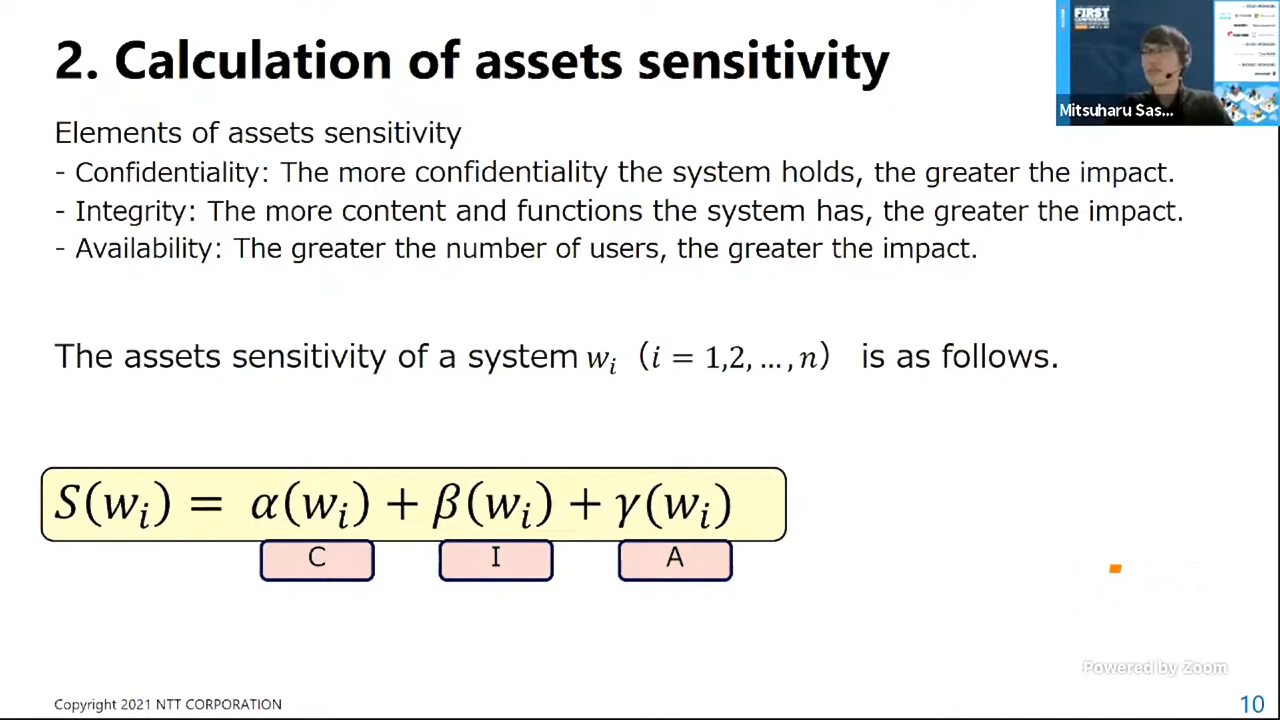 2. Calculation of assets sensitivity
FIRST
CONFERENCE
Mitsuharu Sas...
Elements of assets sensitivity
- Confidentiality: The more confidentiality the system holds, the greater the impact.
- Integrity: The more content and functions the system has, the greater the impact.
- Availability: The greater the number of users, the greater the impact.
The assets sensitivity of a system wᵢ (i = 1,2, … , n) is as follows.
S(wᵢ) = α(wᵢ) + β(wᵢ) + γ(wᵢ)
C I A
Powered by Zoom
Copyright 2021 NTT CORPORATION
10